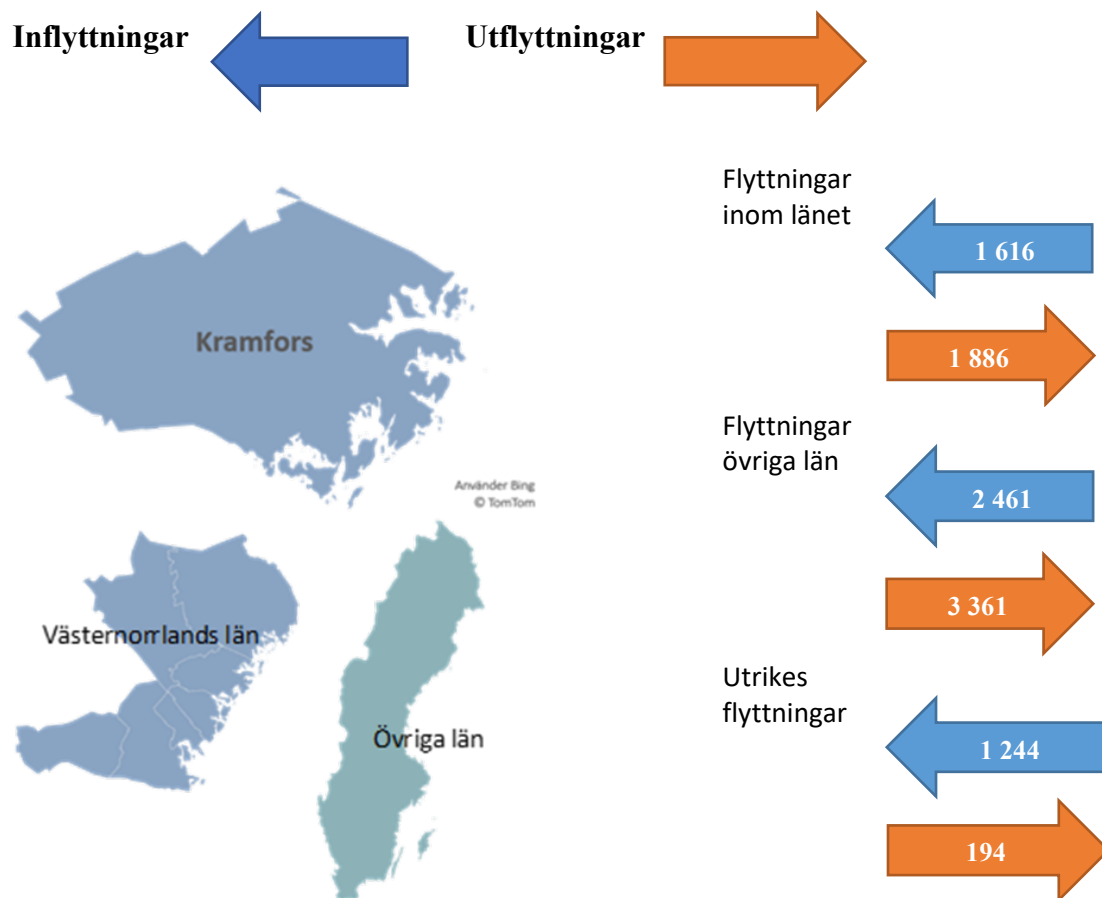 Inflyttningar
Utflyttningar
Flyttningar
inom länet
1 616
Kramfors
1 886
Flyttningar
övriga län
Använder Bing
© TomTom
2 461
3 361
Västernorrlands län
Utrikes
flyttningar
Övriga län
1 244
194